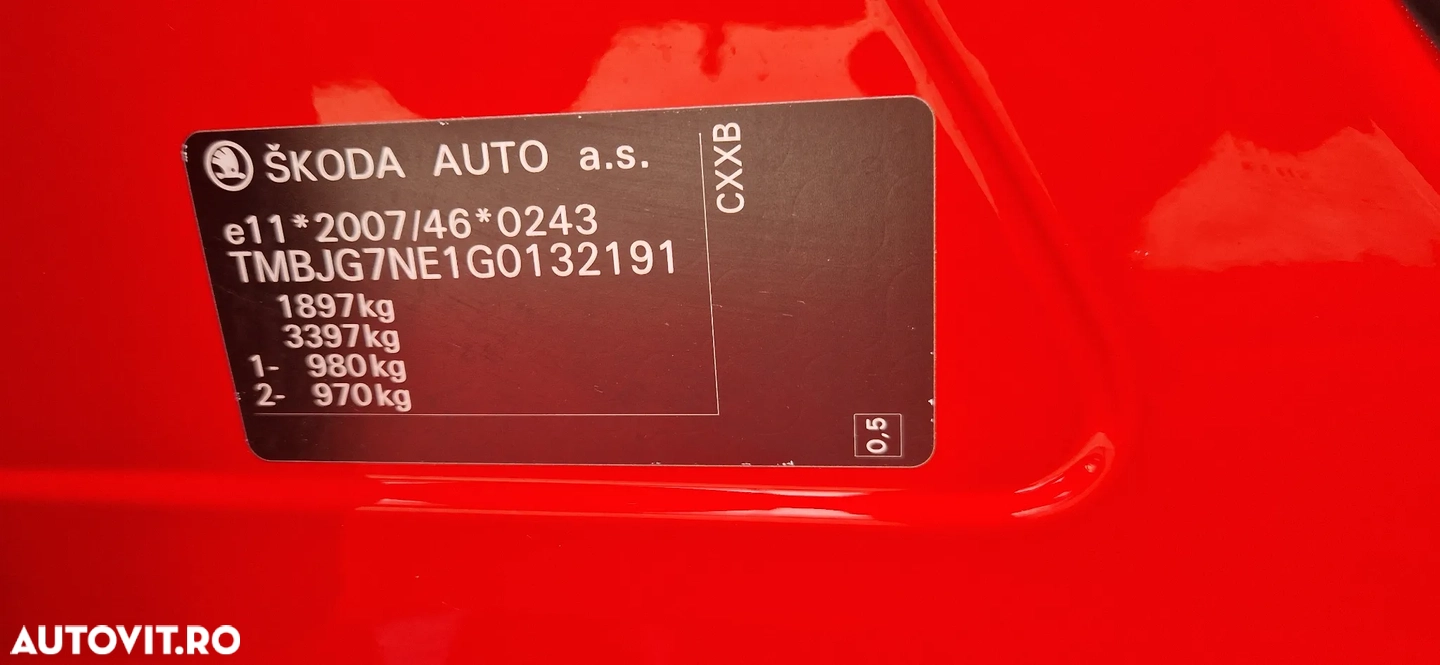 ŠKODA AUTO a.s.
e11*2007/46*0243
TMBJG7NE1G0132191
1897kg
3397kg
1- 980kg
2- 970kg
CXXB
0,5
AUTOVIT.RO